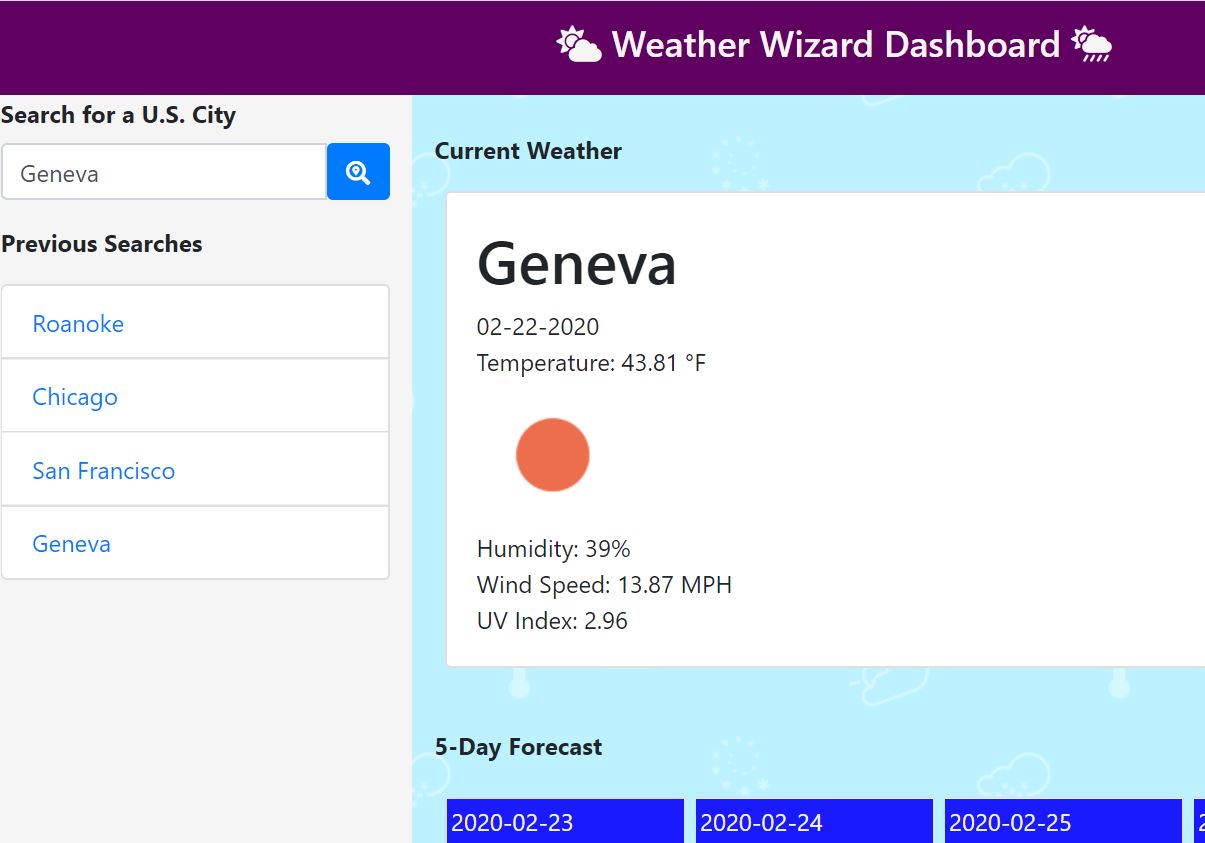 Weather Wizard Dashboard
Search for a U.S. City
Geneva
Previous Searches
Roanoke
Chicago
San Francisco
Geneva
Current Weather
Geneva
02-22-2020
Temperature: 43.81 °F
Humidity: 39%
Wind Speed: 13.87 MPH
UV Index: 2.96
5-Day Forecast
2020-02-23
2020-02-24
2020-02-25